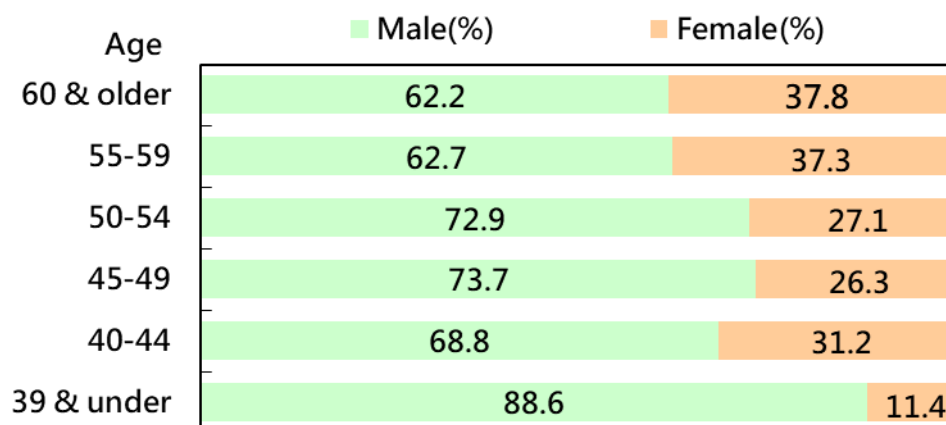 Male(%) Female(%)
Age
60 & older 62.2 37.8
55-59 62.7 37.3
50-54 72.9 27.1
45-49 73.7 26.3
40-44 68.8 31.2
39 & under 88.6 11.4